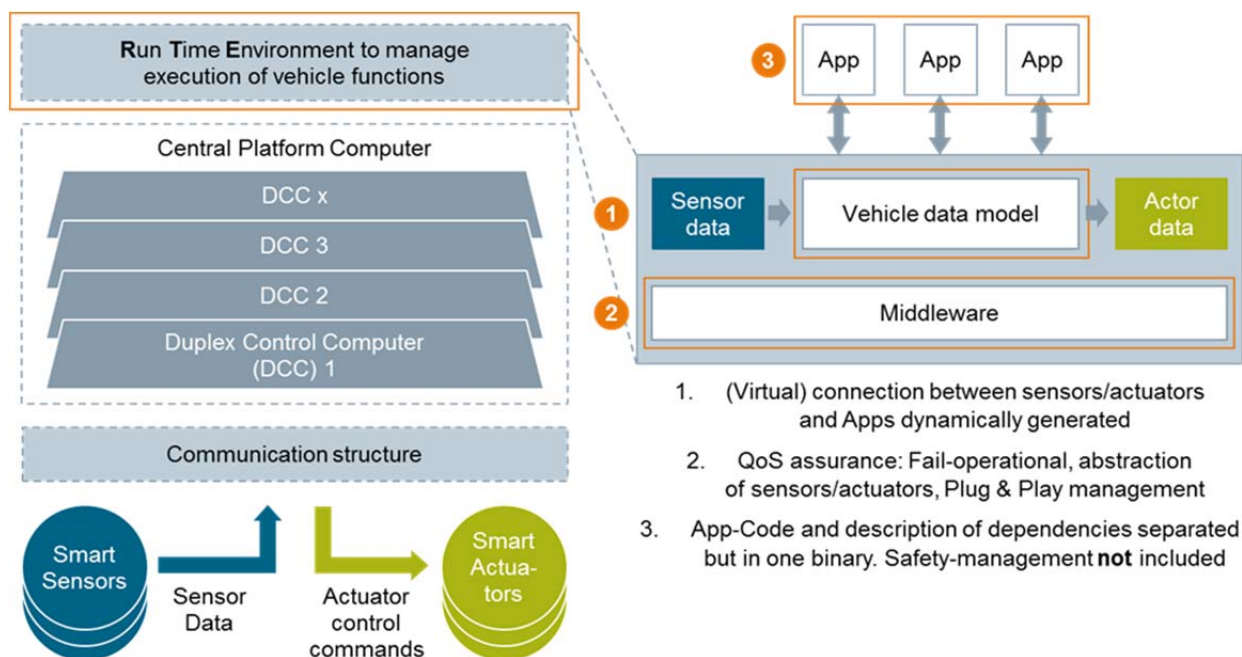 Run Time Environment to manage
execution of vehicle functions
Central Platform Computer
DCC x
DCC 3
DCC 2
Duplex Control Computer
(DCC) 1
Communication structure
Smart
Sensors
Sensor
Data
Actuator
control
commands
Smart
Actua-
tors
3
App
App
App
1
Sensor
data
Vehicle data model
Actor
data
2
Middleware
1. (Virtual) connection between sensors/actuators
and Apps dynamically generated
2. QoS assurance: Fail-operational, abstraction
of sensors/actuators, Plug & Play management
3. App-Code and description of dependencies separated
but in one binary. Safety-management not included